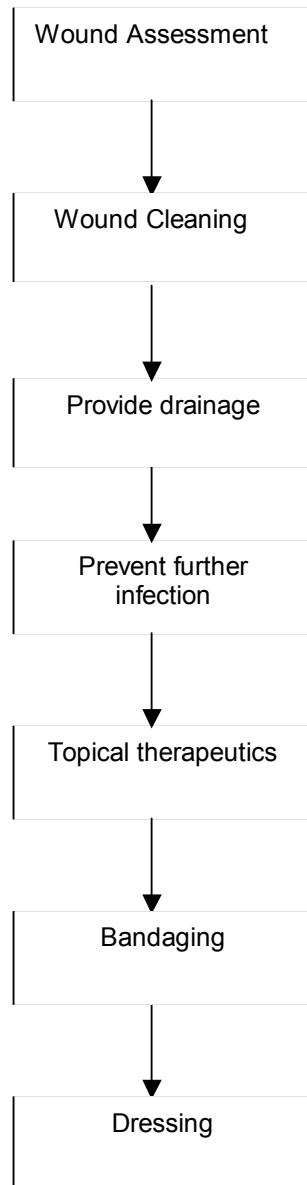 Wound Assessment
Wound Cleaning
Provide drainage
Prevent further
infection
Topical therapeutics
Bandaging
Dressing